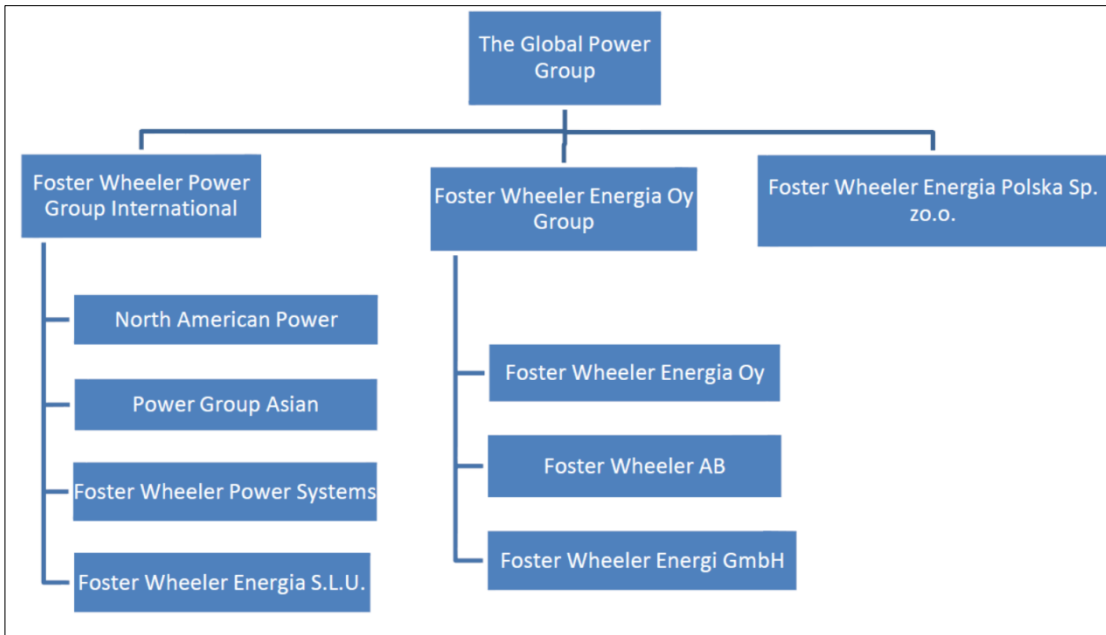 The Global Power
Group
Foster Wheeler Power
Group International
Foster Wheeler Energia Oy
Group
Foster Wheeler Energia Polska Sp.
zo.o.
North American Power
Power Group Asian
Foster Wheeler Power Systems
Foster Wheeler Energia S.L.U.
Foster Wheeler Energia Oy
Foster Wheeler AB
Foster Wheeler Energi GmbH